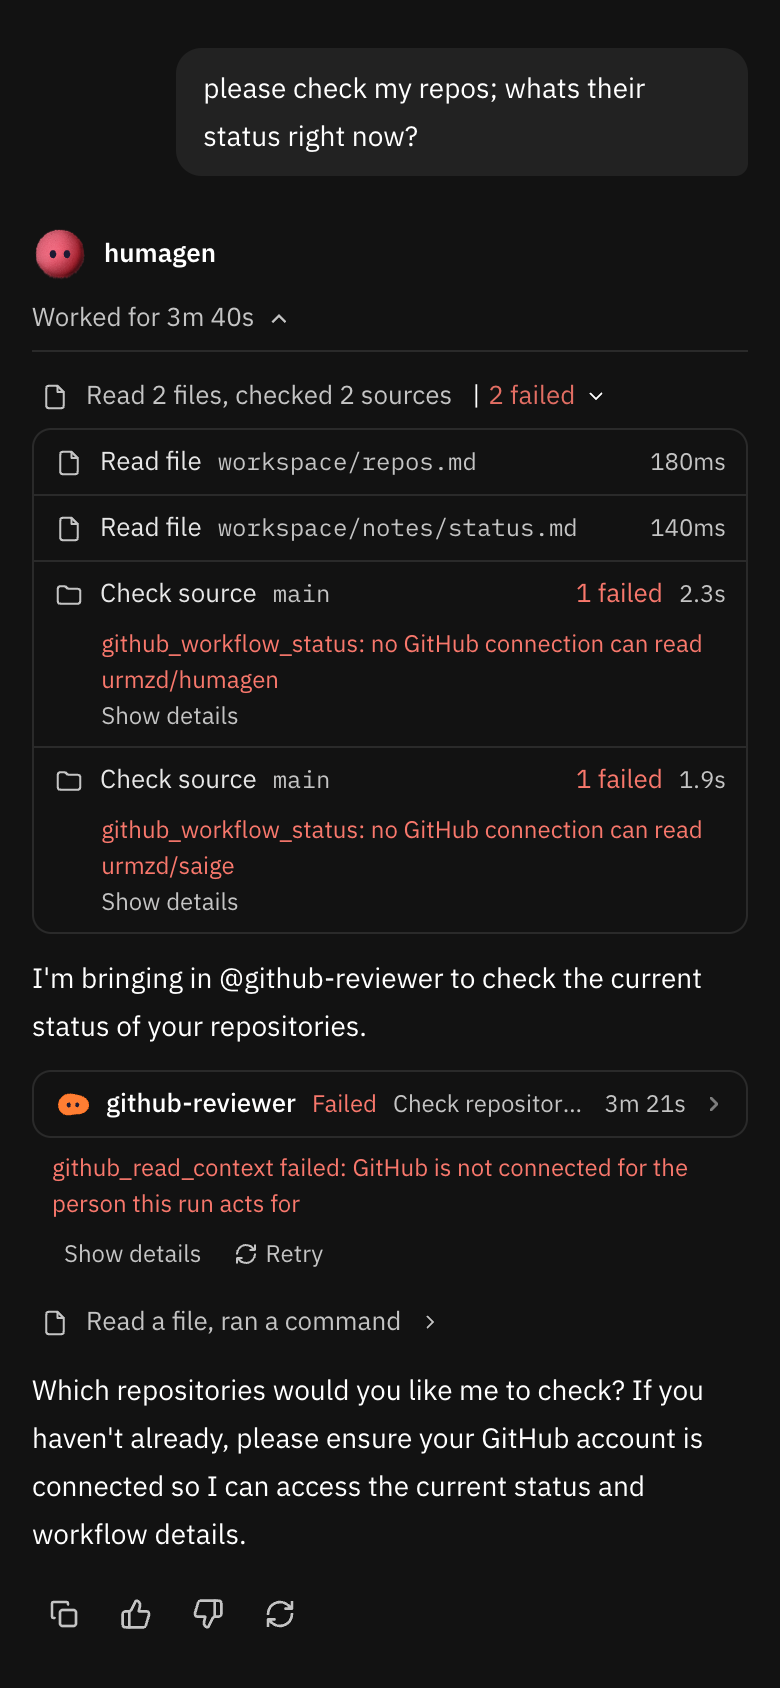 please check my repos; whats their
status right now?
humagen
Worked for 3m 40s
Read 2 files, checked 2 sources | 2 failed
Read file workspace/repos.md 180ms
Read file workspace/notes/status.md 140ms
Check source main 1 failed 2.3s
github_workflow_status: no GitHub connection can read
urmzd/humagen
Show details
Check source main 1 failed 1.9s
github_workflow_status: no GitHub connection can read
urmzd/saige
Show details
I'm bringing in @github-reviewer to check the current
status of your repositories.
github-reviewer Failed Check repositor... 3m 21s
github_read_context failed: GitHub is not connected for the
person this run acts for
Show details Retry
Read a file, ran a command
Which repositories would you like me to check? If you
haven't already, please ensure your GitHub account is
connected so I can access the current status and
workflow details.